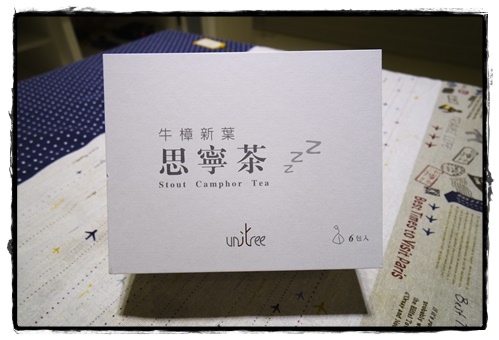 牛樟新葉
思寧茶 zzZ
Stout Camphor Tea
unitree
6包入
Best Times to Visit Paris